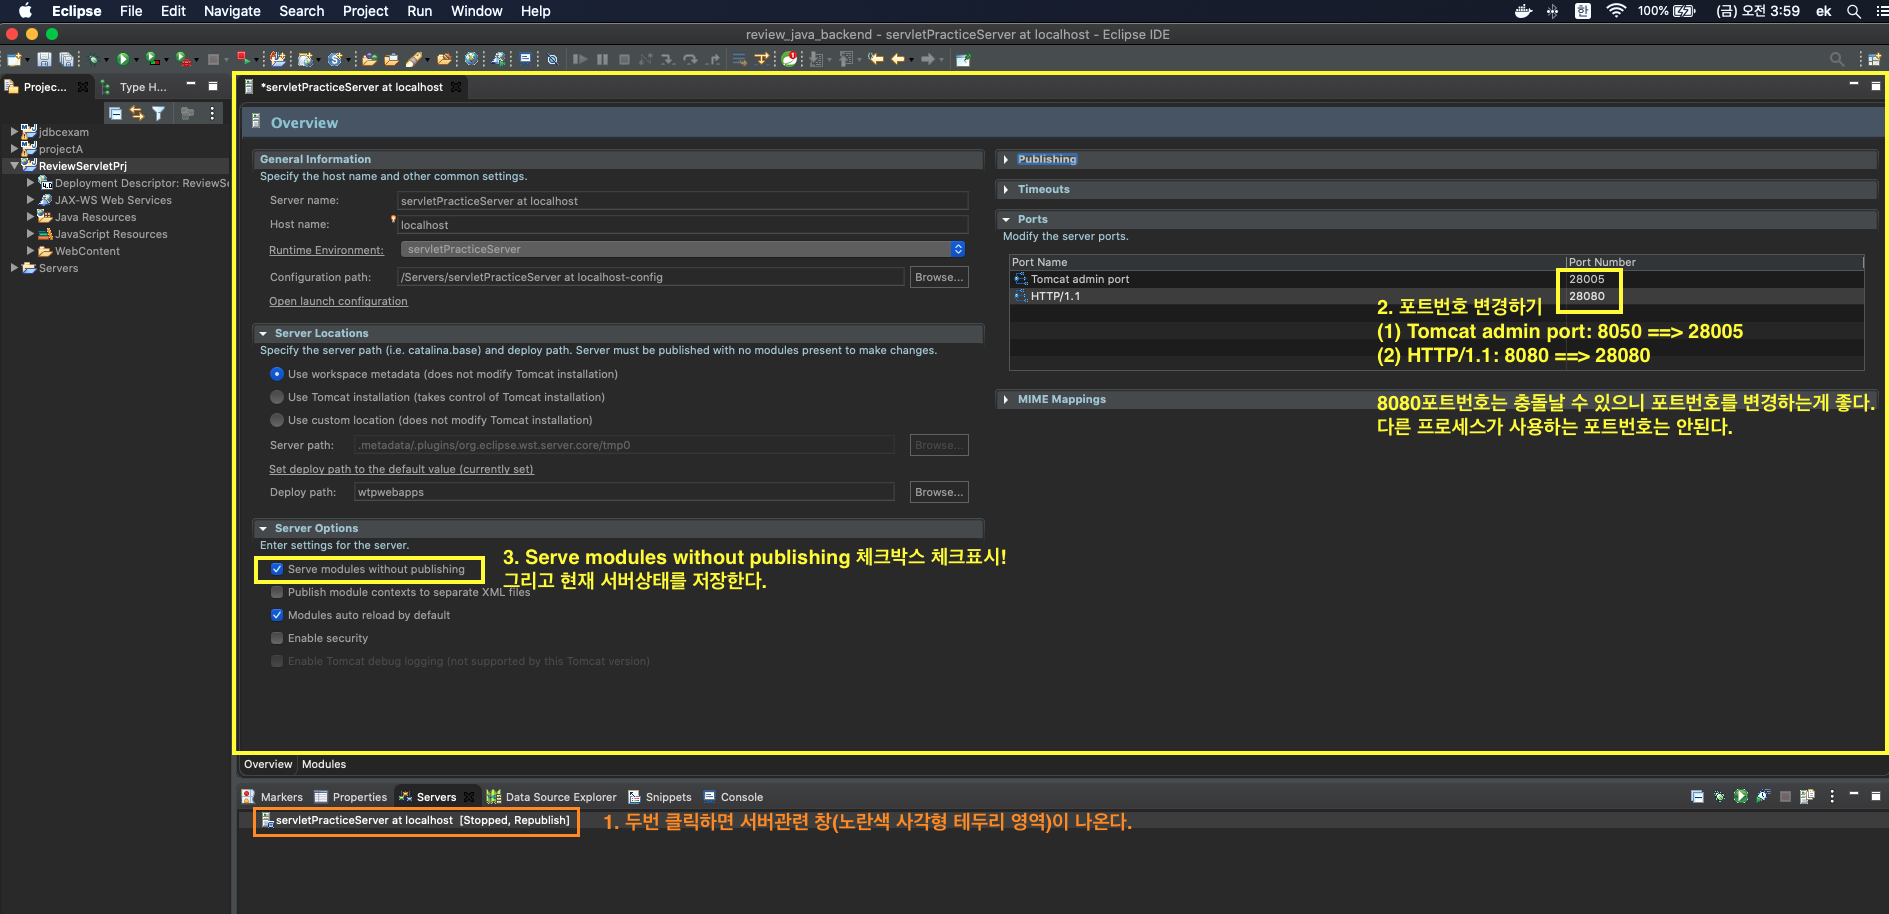 Eclipse File Edit Navigate Search Project Run Window Help
한 100% (금) 오전 3:59 ek
review_java_backend - servletPracticeServer at localhost - Eclipse IDE
Projec... Type H...
jdbcexam
projectA
ReviewServletPrj
Deployment Descriptor: ReviewSe
JAX-WS Web Services
Java Resources
JavaScript Resources
WebContent
Servers
*servletPracticeServer at localhost
Overview
General Information
Specify the host name and other common settings.
Server name: servletPracticeServer at localhost
Host name: localhost
Runtime Environment: servletPracticeServer
Configuration path: /Servers/servletPracticeServer at localhost-config Browse...
Open launch configuration
Server Locations
Specify the server path (i.e. catalina.base) and deploy path. Server must be published with no modules present to make changes.
Use workspace metadata (does not modify Tomcat installation)
Use Tomcat installation (takes control of Tomcat installation)
Use custom location (does not modify Tomcat installation)
Server path: .metadata/.plugins/org.eclipse.wst.server.core/tmp0 Browse...
Set deploy path to the default value (currently set)
Deploy path: wtpwebapps Browse...
Server Options
Enter settings for the server.
Serve modules without publishing
Publish module contexts to separate XML files
Modules auto reload by default
Enable security
Enable Tomcat debug logging (not supported by this Tomcat version)
3. Serve modules without publishing 체크박스 체크표시!
그리고 현재 서버상태를 저장한다.
Publishing
Timeouts
Ports
Modify the server ports.
Port Name Port Number
Tomcat admin port 28005
HTTP/1.1 28080
2. 포트번호 변경하기
(1) Tomcat admin port: 8050 ==> 28005
(2) HTTP/1.1: 8080 ==> 28080
MIME Mappings
8080포트번호는 충돌날 수 있으니 포트번호를 변경하는게 좋다.
다른 프로세스가 사용하는 포트번호는 안된다.
Overview Modules
Markers Properties Servers Data Source Explorer Snippets Console
servletPracticeServer at localhost [Stopped, Republish]
1. 두번 클릭하면 서버관련 창(노란색 사각형 테두리 영역)이 나온다.